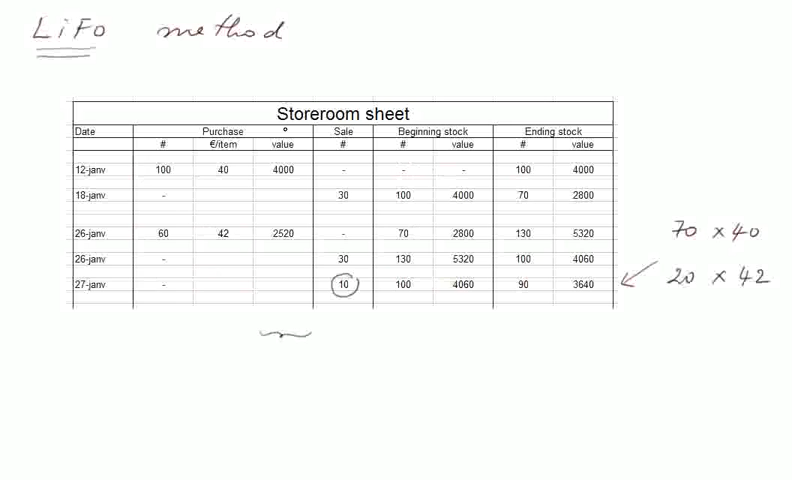 LiFo method
Storeroom sheet
Date Purchase ° Sale Beginning stock Ending stock
# €/item value # # value # value
12-janv 100 40 4000 - - - 100 4000
18-janv - 30 100 4000 70 2800
26-janv 60 42 2520 - 70 2800 130 5320
70 × 40
26-janv - 30 130 5320 100 4060
27-janv - 10 100 4060 90 3640
20 × 42